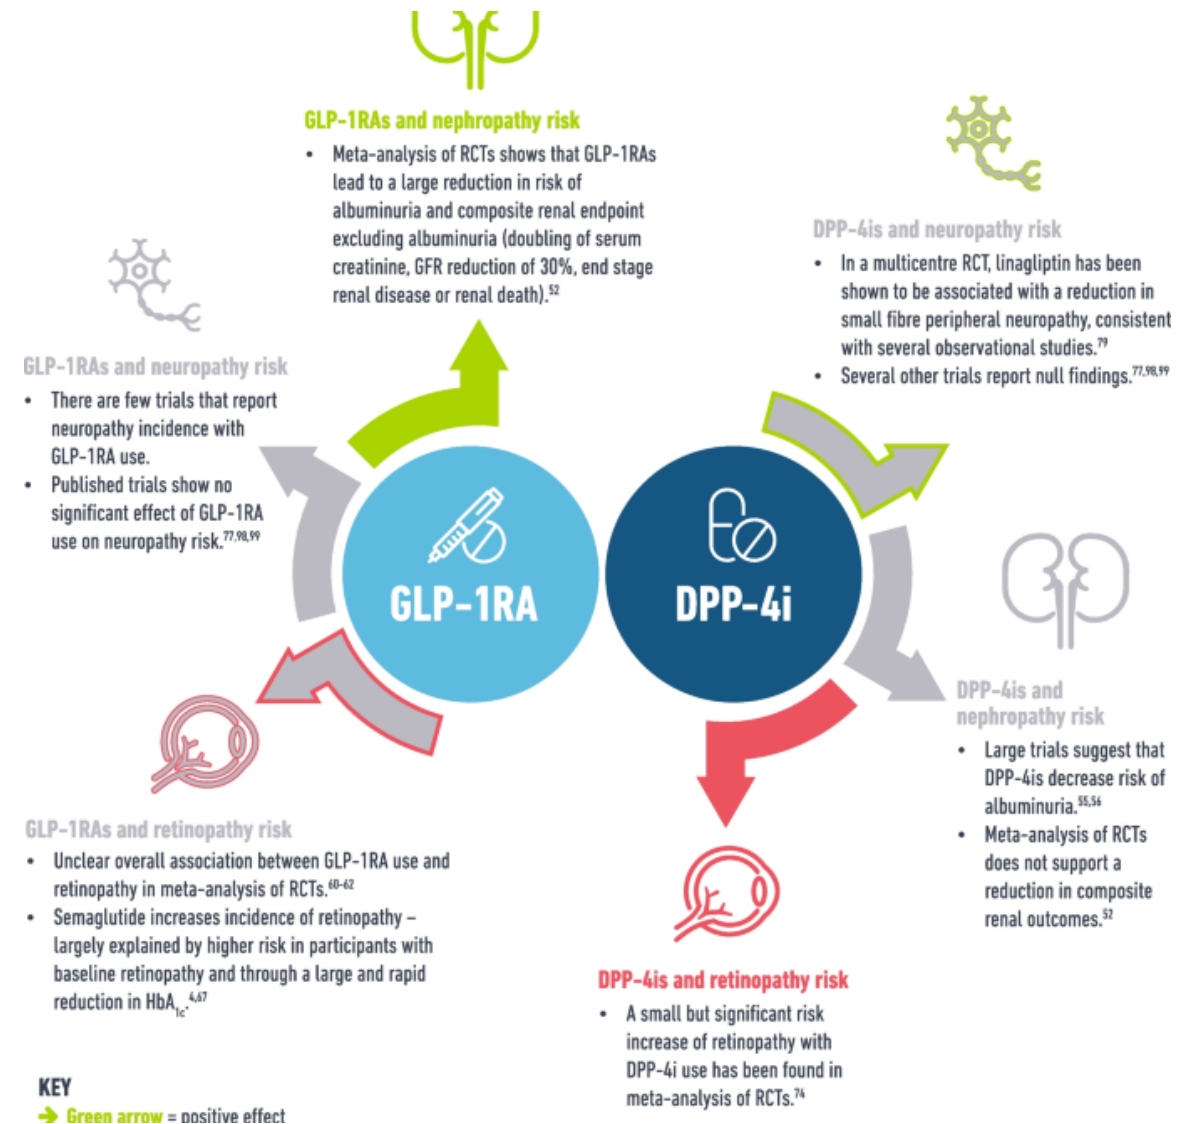 GLP-1RAs and nephropathy risk
• Meta-analysis of RCTs shows that GLP-1RAs
lead to a large reduction in risk of
albuminuria and composite renal endpoint
excluding albuminuria (doubling of serum
creatinine, GFR reduction of 30%, end stage
renal disease or renal death).52
DPP-4is and neuropathy risk
• In a multicentre RCT, linagliptin has been
shown to be associated with a reduction in
small fibre peripheral neuropathy, consistent
with several observational studies.79
• Several other trials report null findings.77,98,99
GLP-1RAs and neuropathy risk
• There are few trials that report
neuropathy incidence with
GLP-1RA use.
• Published trials show no
significant effect of GLP-1RA
use on neuropathy risk.77,98,99
GLP-1RA
DPP-4i
DPP-4is and
nephropathy risk
• Large trials suggest that
DPP-4is decrease risk of
albuminuria.55,56
• Meta-analysis of RCTs
does not support a
reduction in composite
renal outcomes.52
GLP-1RAs and retinopathy risk
• Unclear overall association between GLP-1RA use and
retinopathy in meta-analysis of RCTs.60-62
• Semaglutide increases incidence of retinopathy –
largely explained by higher risk in participants with
baseline retinopathy and through a large and rapid
reduction in HbA1c.4,67
DPP-4is and retinopathy risk
• A small but significant risk
increase of retinopathy with
DPP-4i use has been found in
meta-analysis of RCTs.74
KEY
Green arrow = positive effect